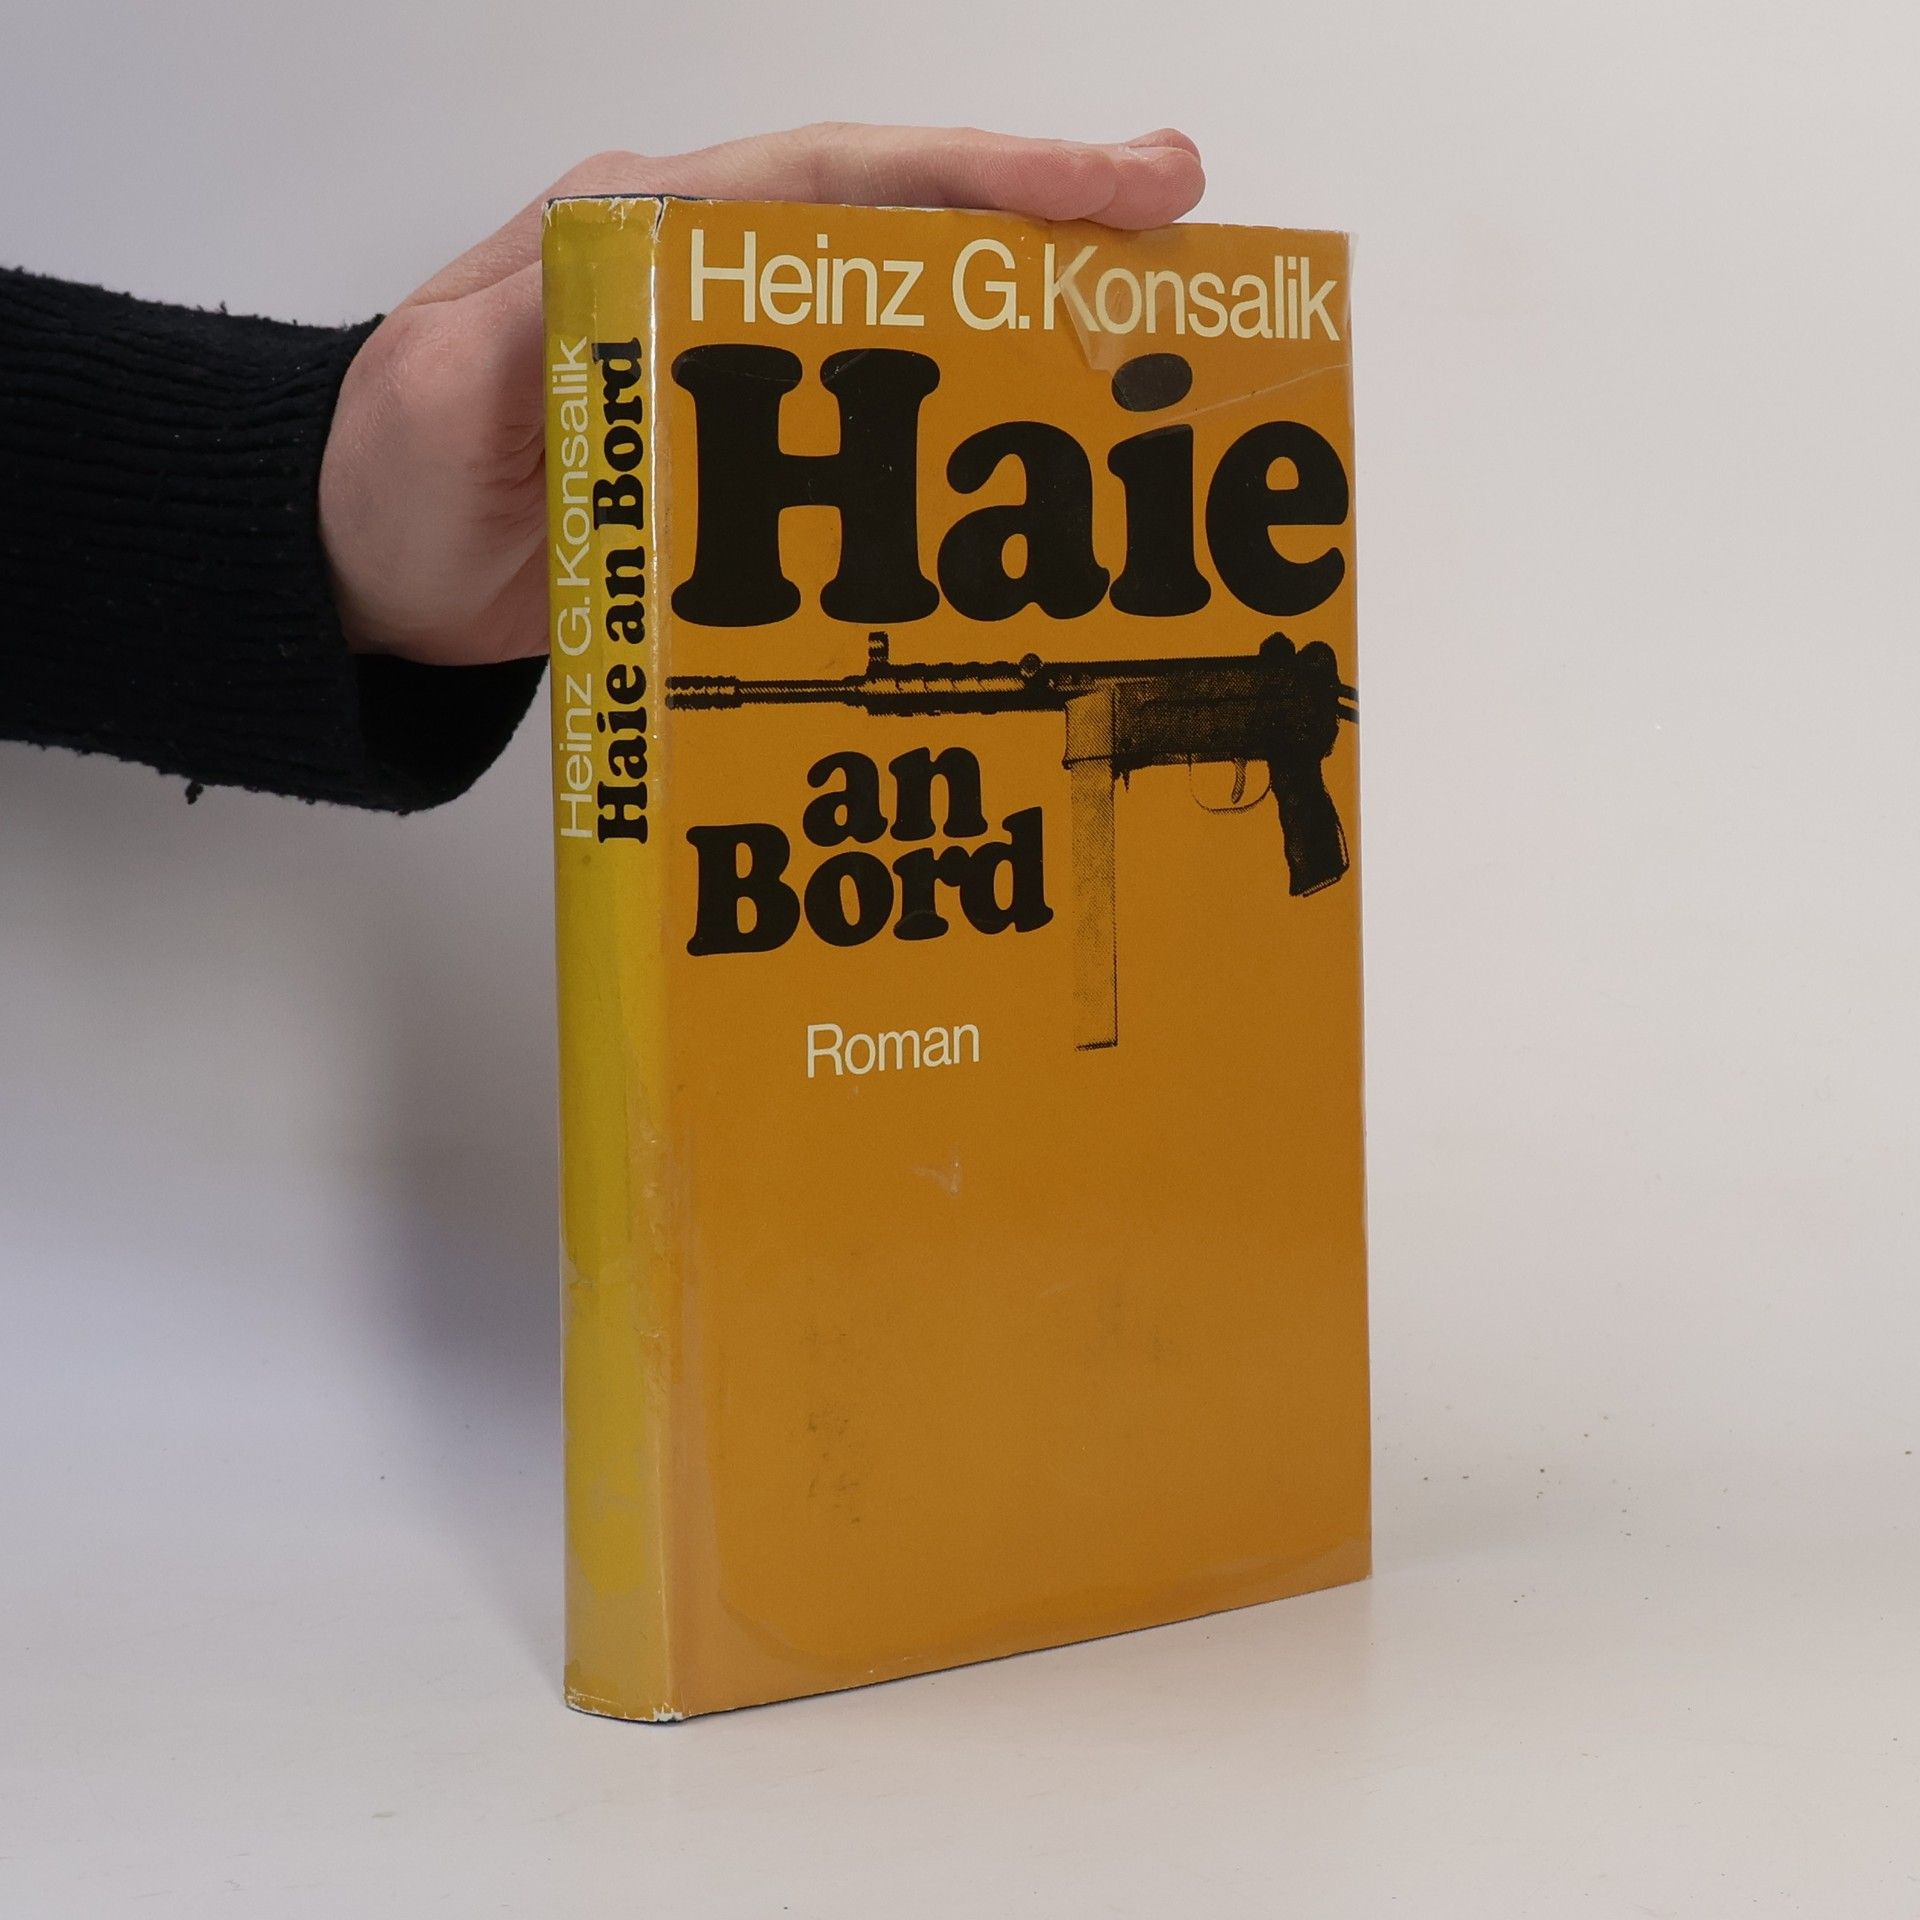 Heinz G. Konsalik
Haie
an
Bord
Roman
Heinz G. Konsalik
Haie an Bord